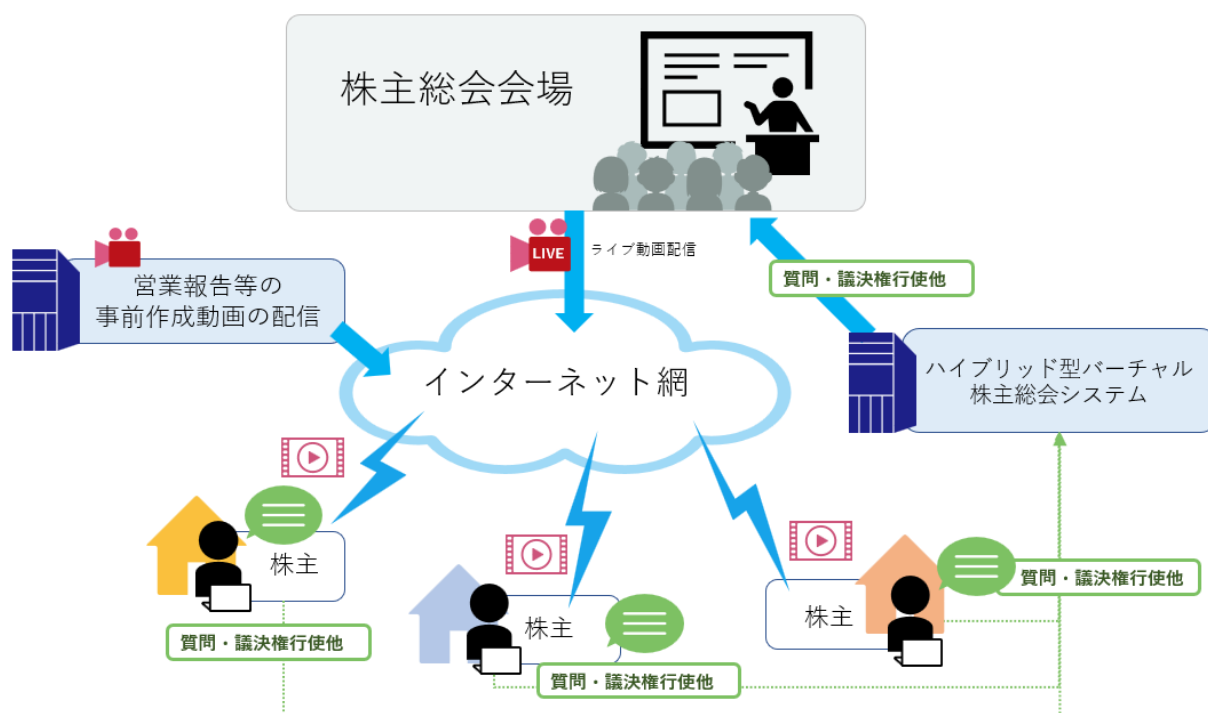 株主総会会場
LIVE
ライブ動画配信
営業報告等の
事前作成動画の配信
質問・議決権行使他
インターネット網
ハイブリッド型バーチャル
株主総会システム
株主
質問・議決権行使他
株主
質問・議決権行使他
株主
質問・議決権行使他